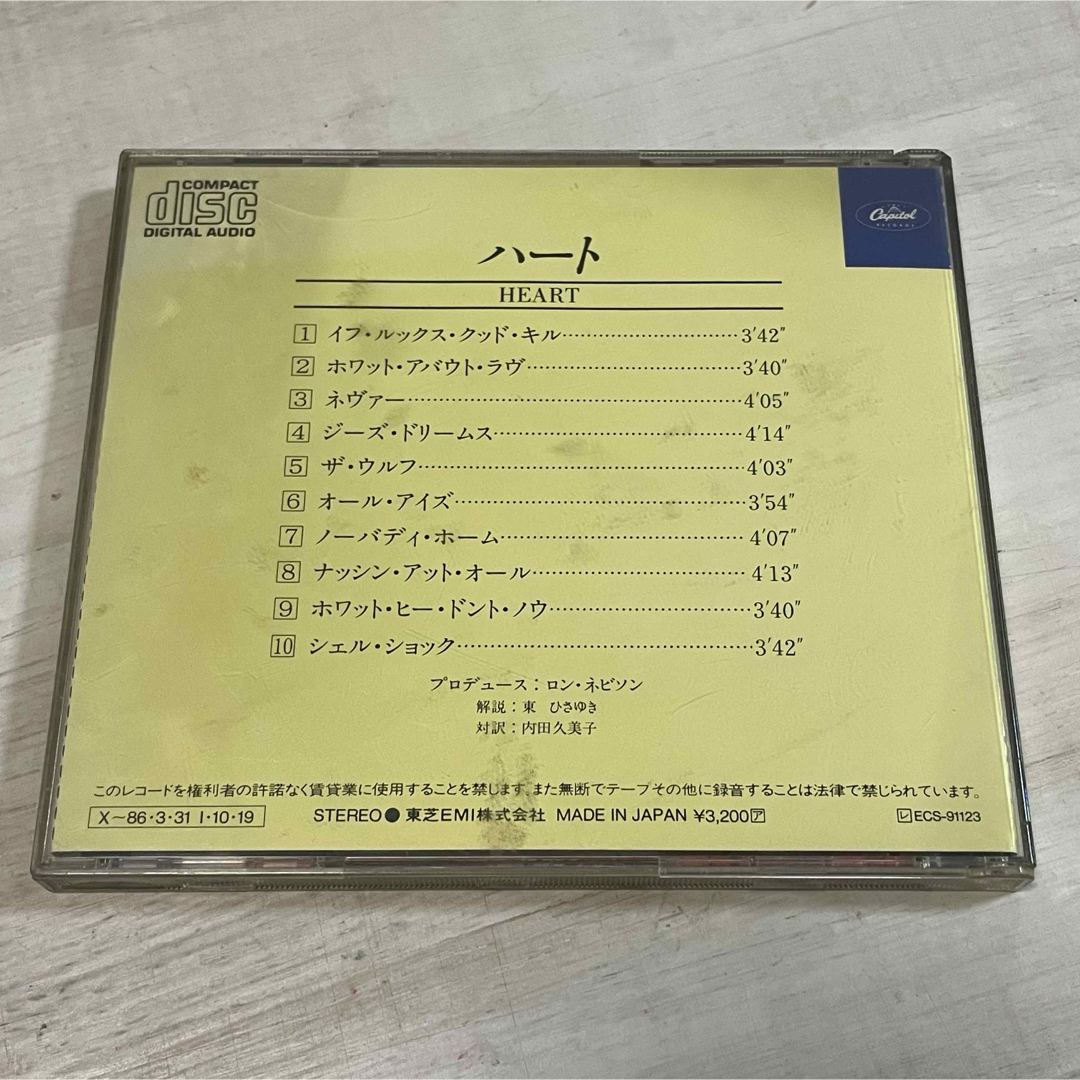 COMPACT
disc
DIGITAL AUDIO
Capitol
RECORDS
ハート
HEART
1 イフ・ルックス・クッド・キル 3'42"
2 ホワット・アバウト・ラヴ 3'40"
3 ネヴァー 4'05"
4 ジーズ・ドリームス 4'14"
5 ザ・ウルフ 4'03"
6 オール・アイズ 3'54"
7 ノーバディ・ホーム 4'07"
8 ナッシン・アット・オール 4'13"
9 ホワット・ヒー・ドント・ノウ 3'40"
10 シェル・ショック 3'42"
プロデュース：ロン・ネビソン
解説：東 ひさゆき
対訳：内田久美子
このレコードを権利者の許諾なく賃貸業に使用することを禁じます。また無断でテープその他に録音することは法律で禁じられています。
X〜86・3・31 I・10・19 STEREO● 東芝EMI株式会社 MADE IN JAPAN ¥3,200ア レECS-91123